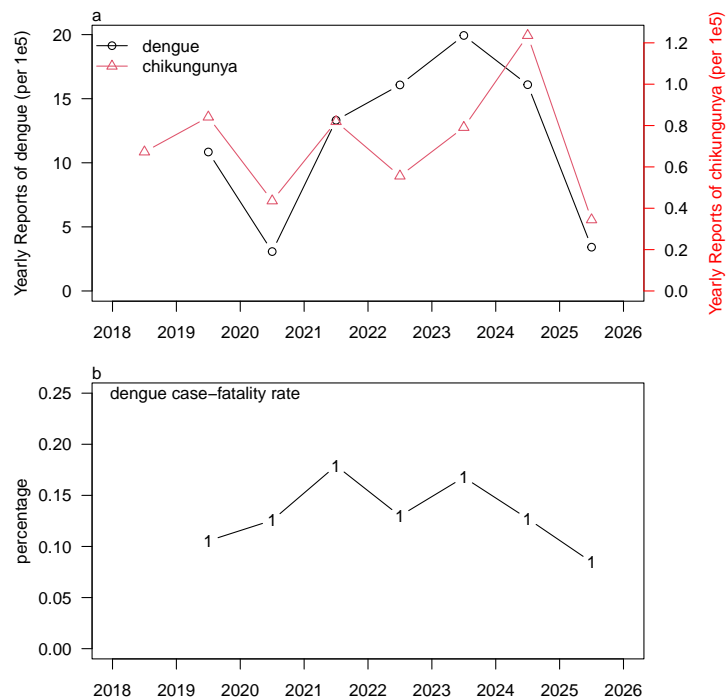 a
Yearly Reports of dengue (per 1e5)
20
15
10
5
0
dengue
chikungunya
1.2
1.0
0.8
0.6
0.4
0.2
0.0
Yearly Reports of chikungunya (per 1e5)
2018 2019 2020 2021 2022 2023 2024 2025 2026
b
dengue case−fatality rate
percentage
0.25
0.20
0.15
0.10
0.05
0.00
1 1 1 1 1 1 1
2018 2019 2020 2021 2022 2023 2024 2025 2026